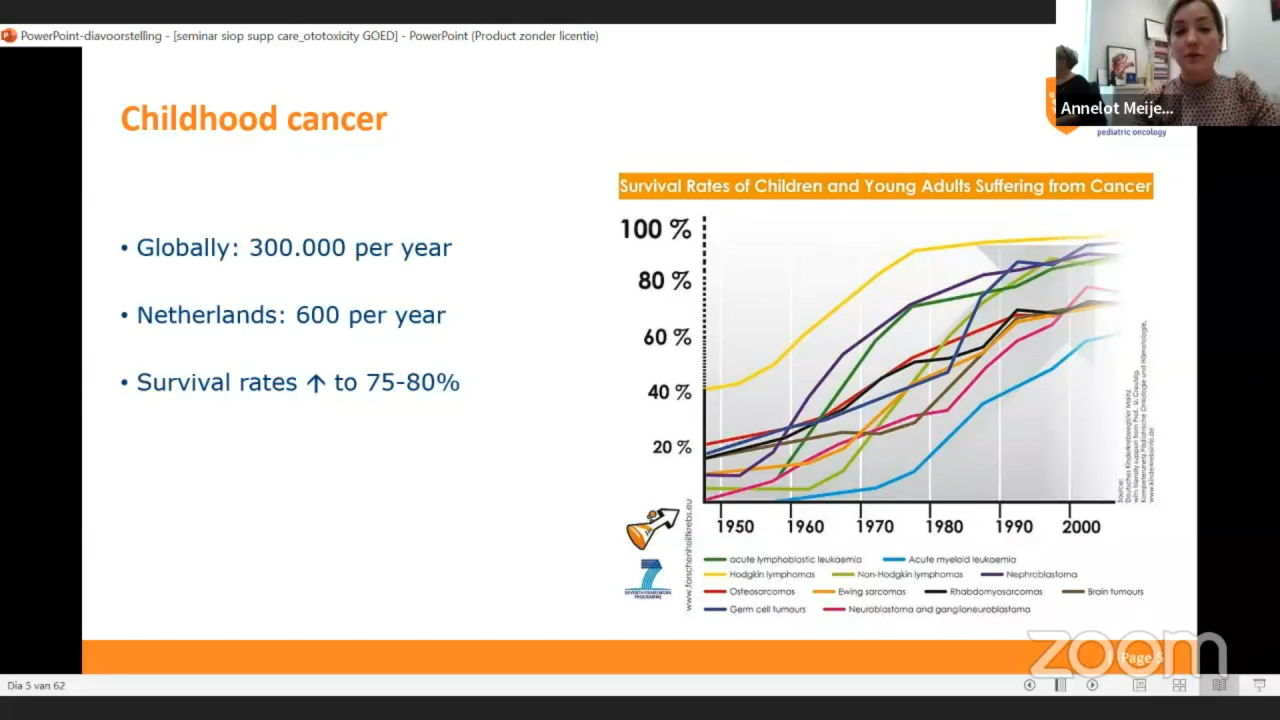 PowerPoint-diavoorstelling - [seminar siop supp care_ototoxicity GOED] - PowerPoint (Product zonder licentie)
Annelot Meije...
pediatric oncology
Childhood cancer
• Globally: 300.000 per year
• Netherlands: 600 per year
• Survival rates ↑ to 75-80%
Survival Rates of Children and Young Adults Suffering from Cancer
100 %
80 %
60 %
40 %
20 %
1950 1960 1970 1980 1990 2000
Source:
Deutsches Kinderkrebsregister Mainz
with friendly support from Prof. U. Creutzig,
Kompetenznetz Pädiatrische Onkologie und Hämatologie,
www.kinderkrebsinfo.de
www.forschenheiltkrebs.eu
7
SEVENTH FRAMEWORK
PROGRAMME
acute lymphoblastic leukaemia Acute myeloid leukaemia
Hodgkin lymphomas Non-Hodgkin lymphomas Nephroblastoma
Osteosarcomas Ewing sarcomas Rhabdomyosarcomas Brain tumours
Germ cell tumours Neuroblastoma and ganglioneuroblastoma
Page 5
zoom
Dia 5 van 62